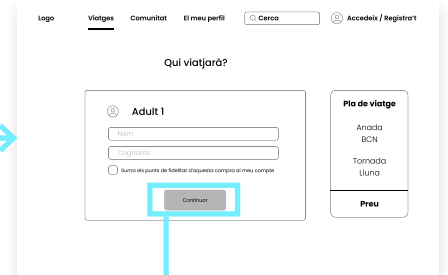 Logo
Viatges
Comunitat
El meu perfil
Cerca
Accedeix / Registra't
Qui viatjarà?
Adult 1
Nom
Cognoms
Suma els punts de fidelitat d'aquesta compra al meu compte
Continuar
Pla de viatge
Anada
BCN
Tornada
Lluna
Preu